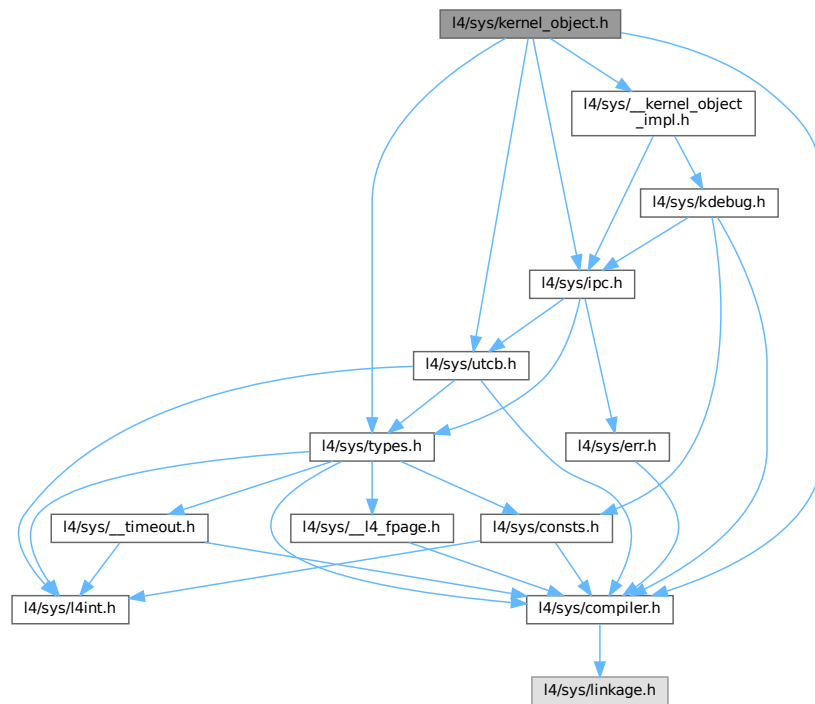 l4/sys/kernel_object.h
l4/sys/__kernel_object
_impl.h
l4/sys/kdebug.h
l4/sys/ipc.h
l4/sys/utcb.h
l4/sys/types.h
l4/sys/err.h
l4/sys/__timeout.h
l4/sys/__l4_fpage.h
l4/sys/consts.h
l4/sys/l4int.h
l4/sys/compiler.h
l4/sys/linkage.h